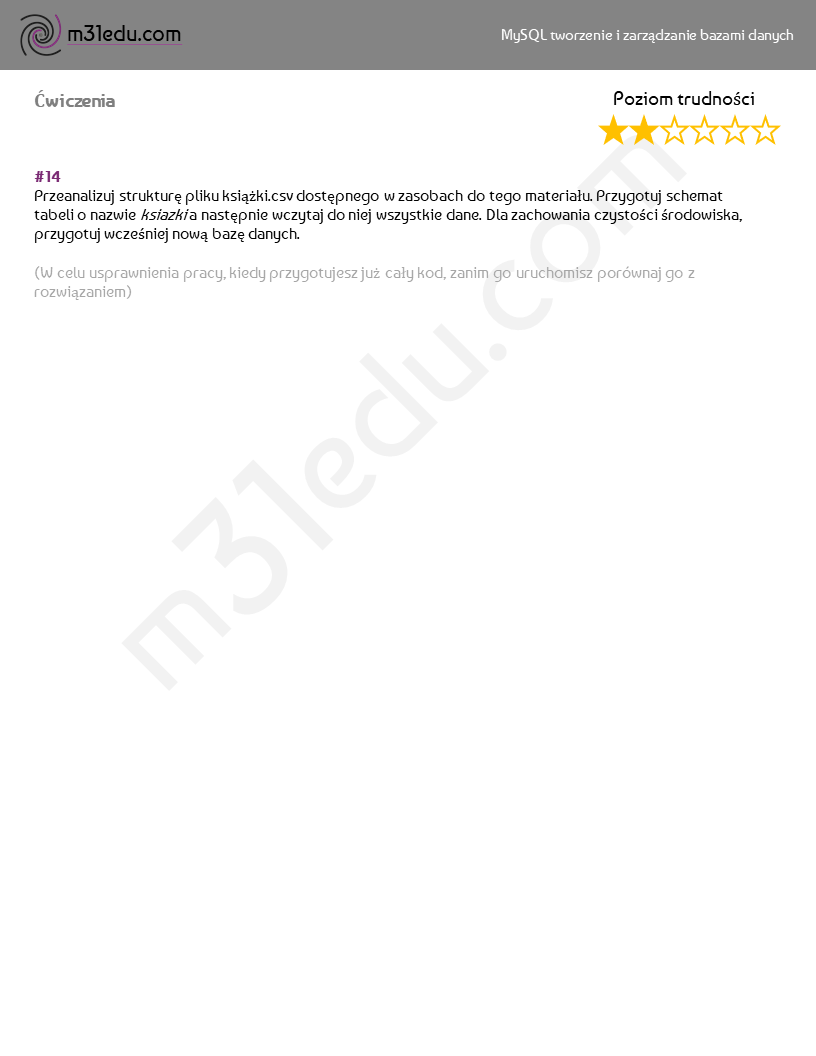 m31edu.com
MySQL tworzenie i zarządzanie bazami danych
Ćwiczenia
Poziom trudności
#14
Przeanalizuj strukturę pliku książki.csv dostępnego w zasobach do tego materiału. Przygotuj schemat
tabeli o nazwie ksiazki a następnie wczytaj do niej wszystkie dane. Dla zachowania czystości środowiska,
przygotuj wcześniej nową bazę danych.
(W celu usprawnienia pracy, kiedy przygotujesz już cały kod, zanim go uruchomisz porównaj go z
rozwiązaniem)
m31edu.com